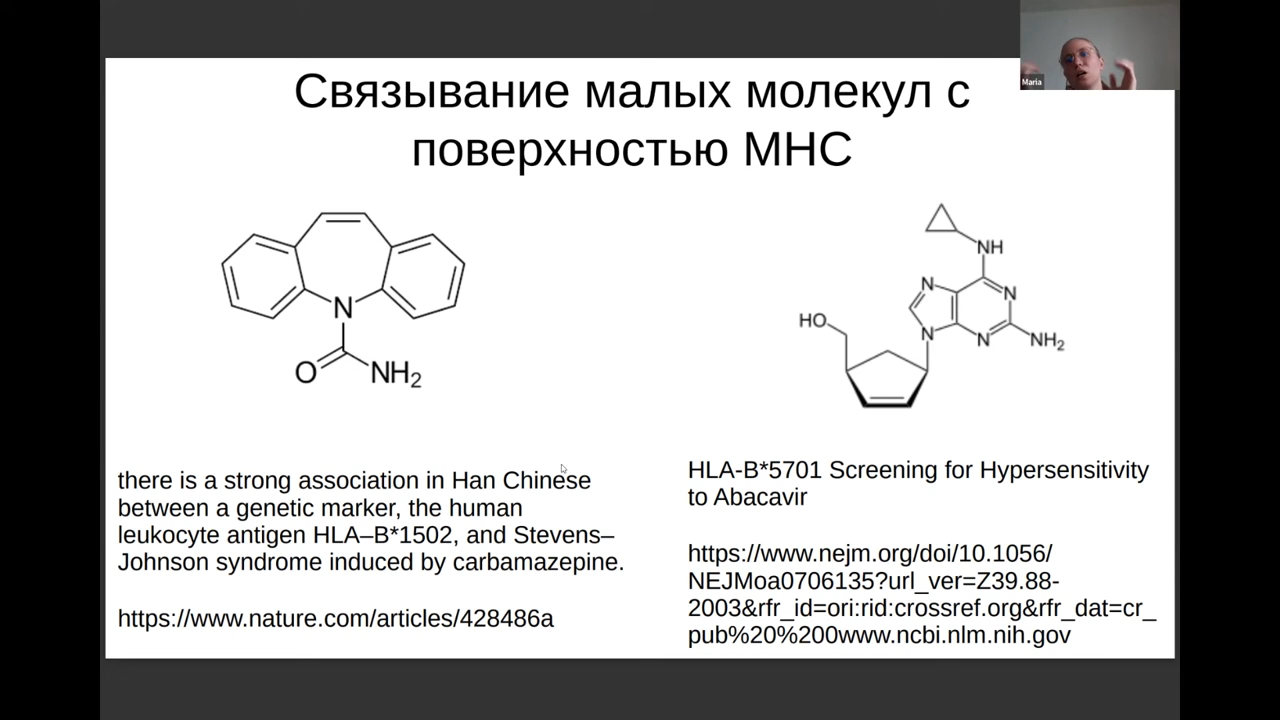 Maria
Связывание малых молекул с
поверхностью MHC
N
O
NH2
NH
N
N
N
N
HO
NH2
there is a strong association in Han Chinese
between a genetic marker, the human
leukocyte antigen HLA–B*1502, and Stevens–
Johnson syndrome induced by carbamazepine.
https://www.nature.com/articles/428486a
HLA-B*5701 Screening for Hypersensitivity
to Abacavir
https://www.nejm.org/doi/10.1056/
NEJMoa0706135?url_ver=Z39.88-
2003&rfr_id=ori:rid:crossref.org&rfr_dat=cr_
pub%20%200www.ncbi.nlm.nih.gov